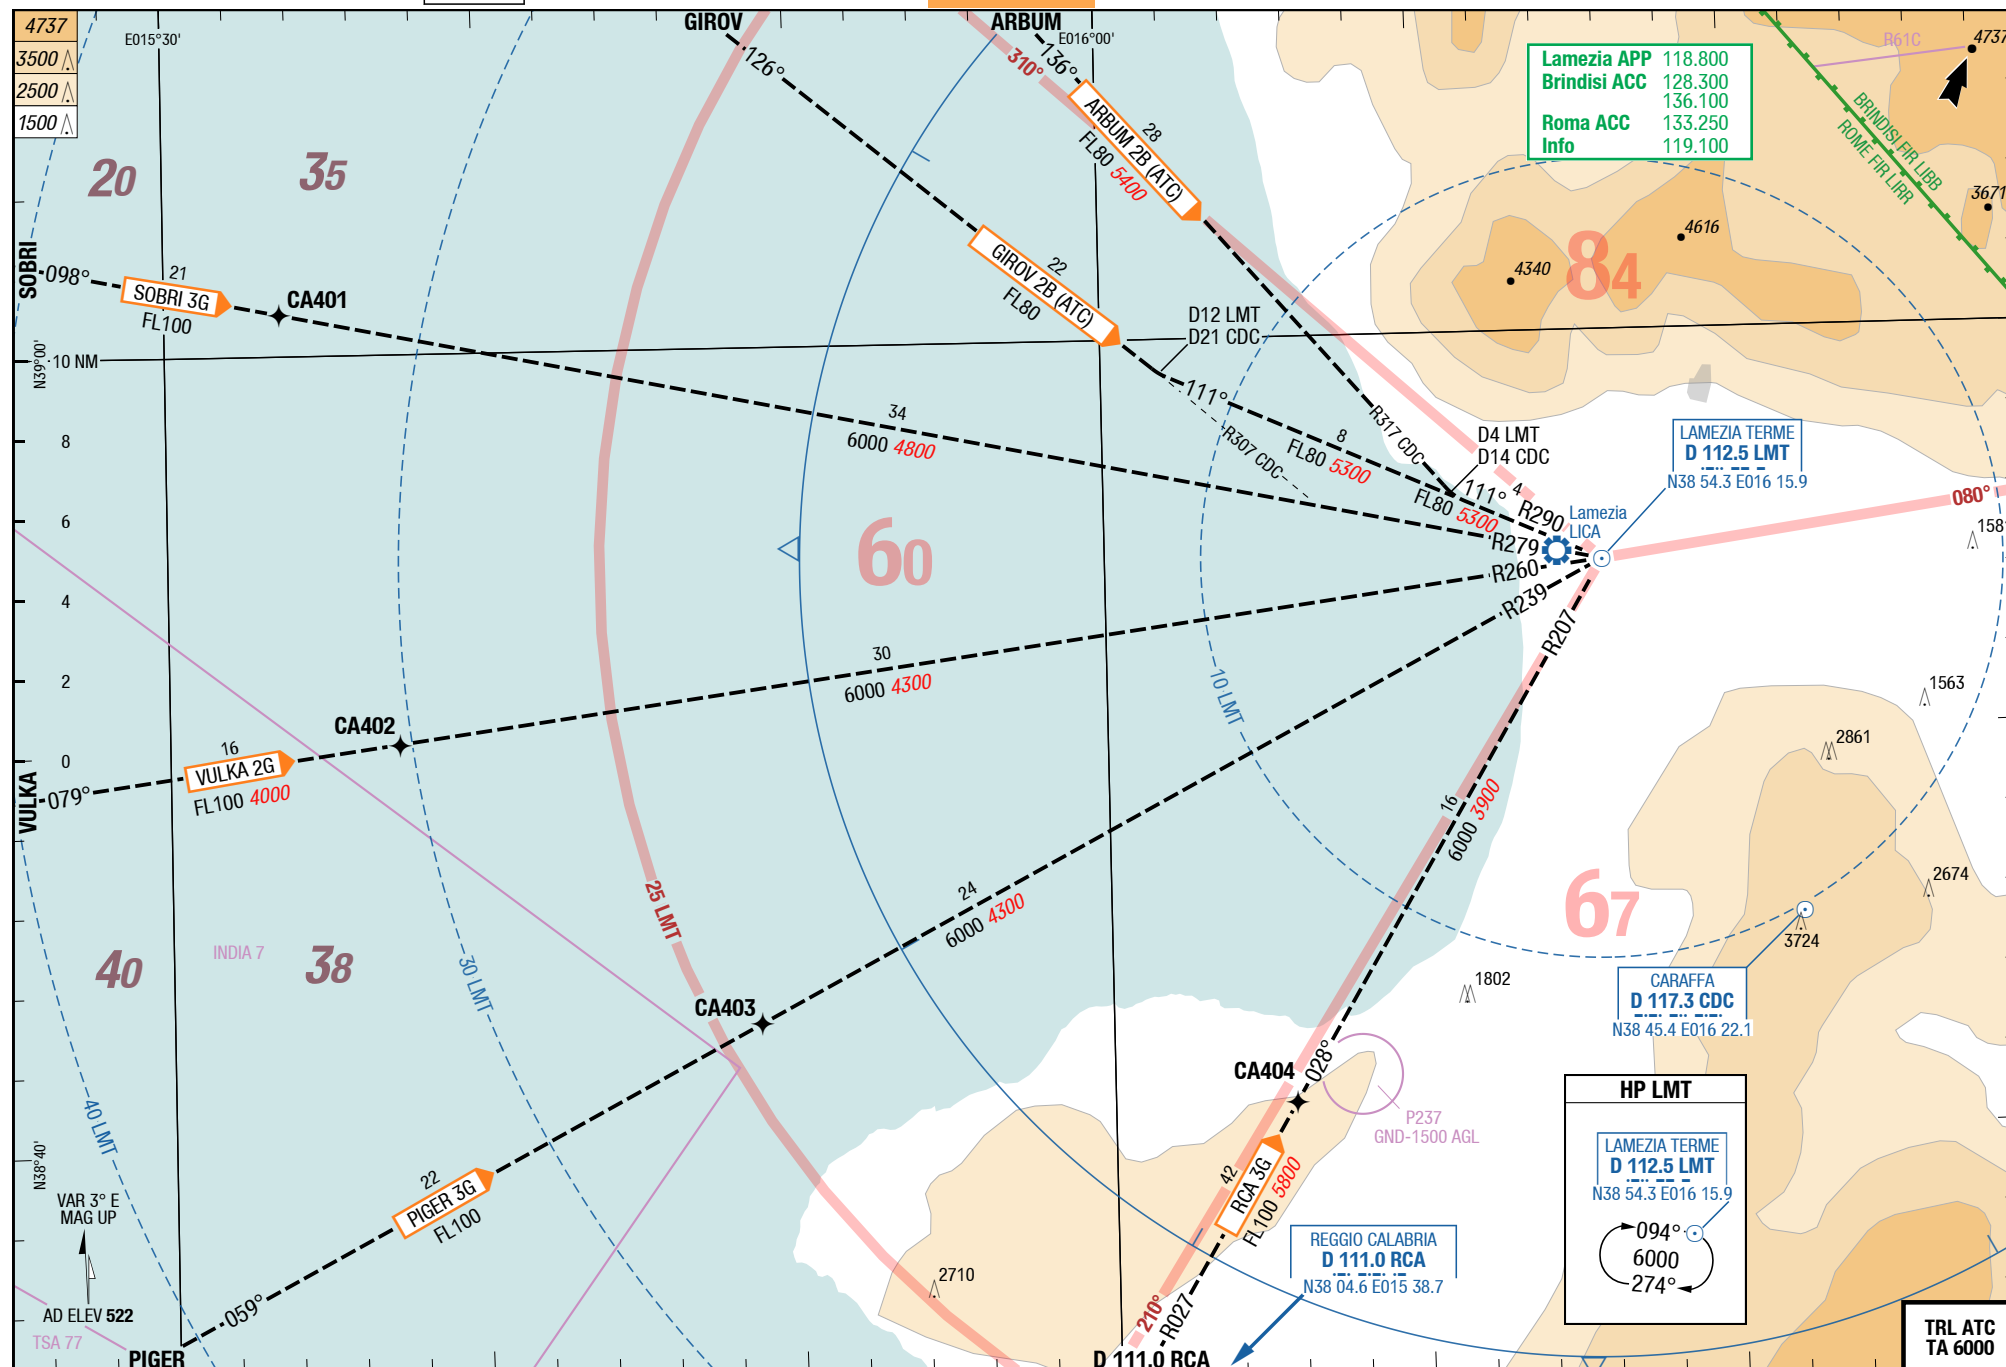 4737
3500
2500
1500
E015°30'
GIROV
ARBUM
E016°00'
126°
136°
310°
R61C
4737
Lamezia APP 118.800
Brindisi ACC 128.300
136.100
Roma ACC 133.250
Info 119.100
BRINDISI FIR LIBB
ROME FIR LIRR
3671
20
35
28
ARBUM 2B (ATC)
FL80 5400
4616
4340
84
SOBRI
098°
21
SOBRI 3G
FL100
CA401
22
GIROV 2B (ATC)
FL80
D12 LMT
D21 CDC
N39°00'
10 NM
111°
R307 CDC
R317 CDC
34
6000 4800
8
FL80 5300
D4 LMT
D14 CDC
LAMEZIA TERME
D 112.5 LMT
N38 54.3 E016 15.9
8
6
4
2
0
111°
4
FL80 5300
R290
Lamezia
LICA
080°
1581
60
R279
R260
R239
R207
30
6000 4300
10 LMT
1563
CA402
2861
VULKA
079°
16
VULKA 2G
FL100 4000
16
6000 3900
25 LMT
24
6000 4300
2674
67
3724
40
INDIA 7
38
30 LMT
1802
CARAFFA
D 117.3 CDC
N38 45.4 E016 22.1
CA403
028°
CA404
P237
GND-1500 AGL
HP LMT
LAMEZIA TERME
D 112.5 LMT
N38 54.3 E016 15.9
094°
6000
274°
40 LMT
N38°40'
VAR 3° E
MAG UP
22
PIGER 3G
FL100
42
RCA 3G
FL100 5800
REGGIO CALABRIA
D 111.0 RCA
N38 04.6 E015 38.7
2710
AD ELEV 522
TSA 77
059°
210°
R027
PIGER
D 111.0 RCA
TRL ATC
TA 6000